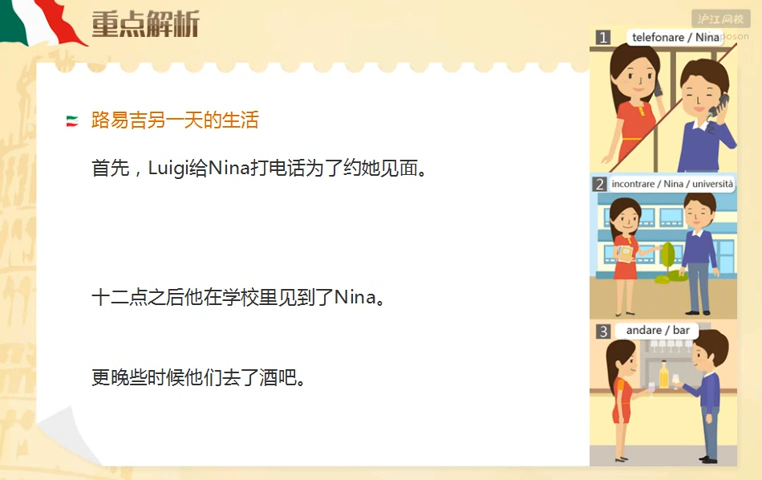 重点解析
沪江网校
路易吉另一天的生活
首先，Luigi给Nina打电话为了约她见面。
十二点之后他在学校里见到了Nina。
更晚些时候他们去了酒吧。
1 telefonare / Nina
2 incontrare / Nina / università
3 andare / bar